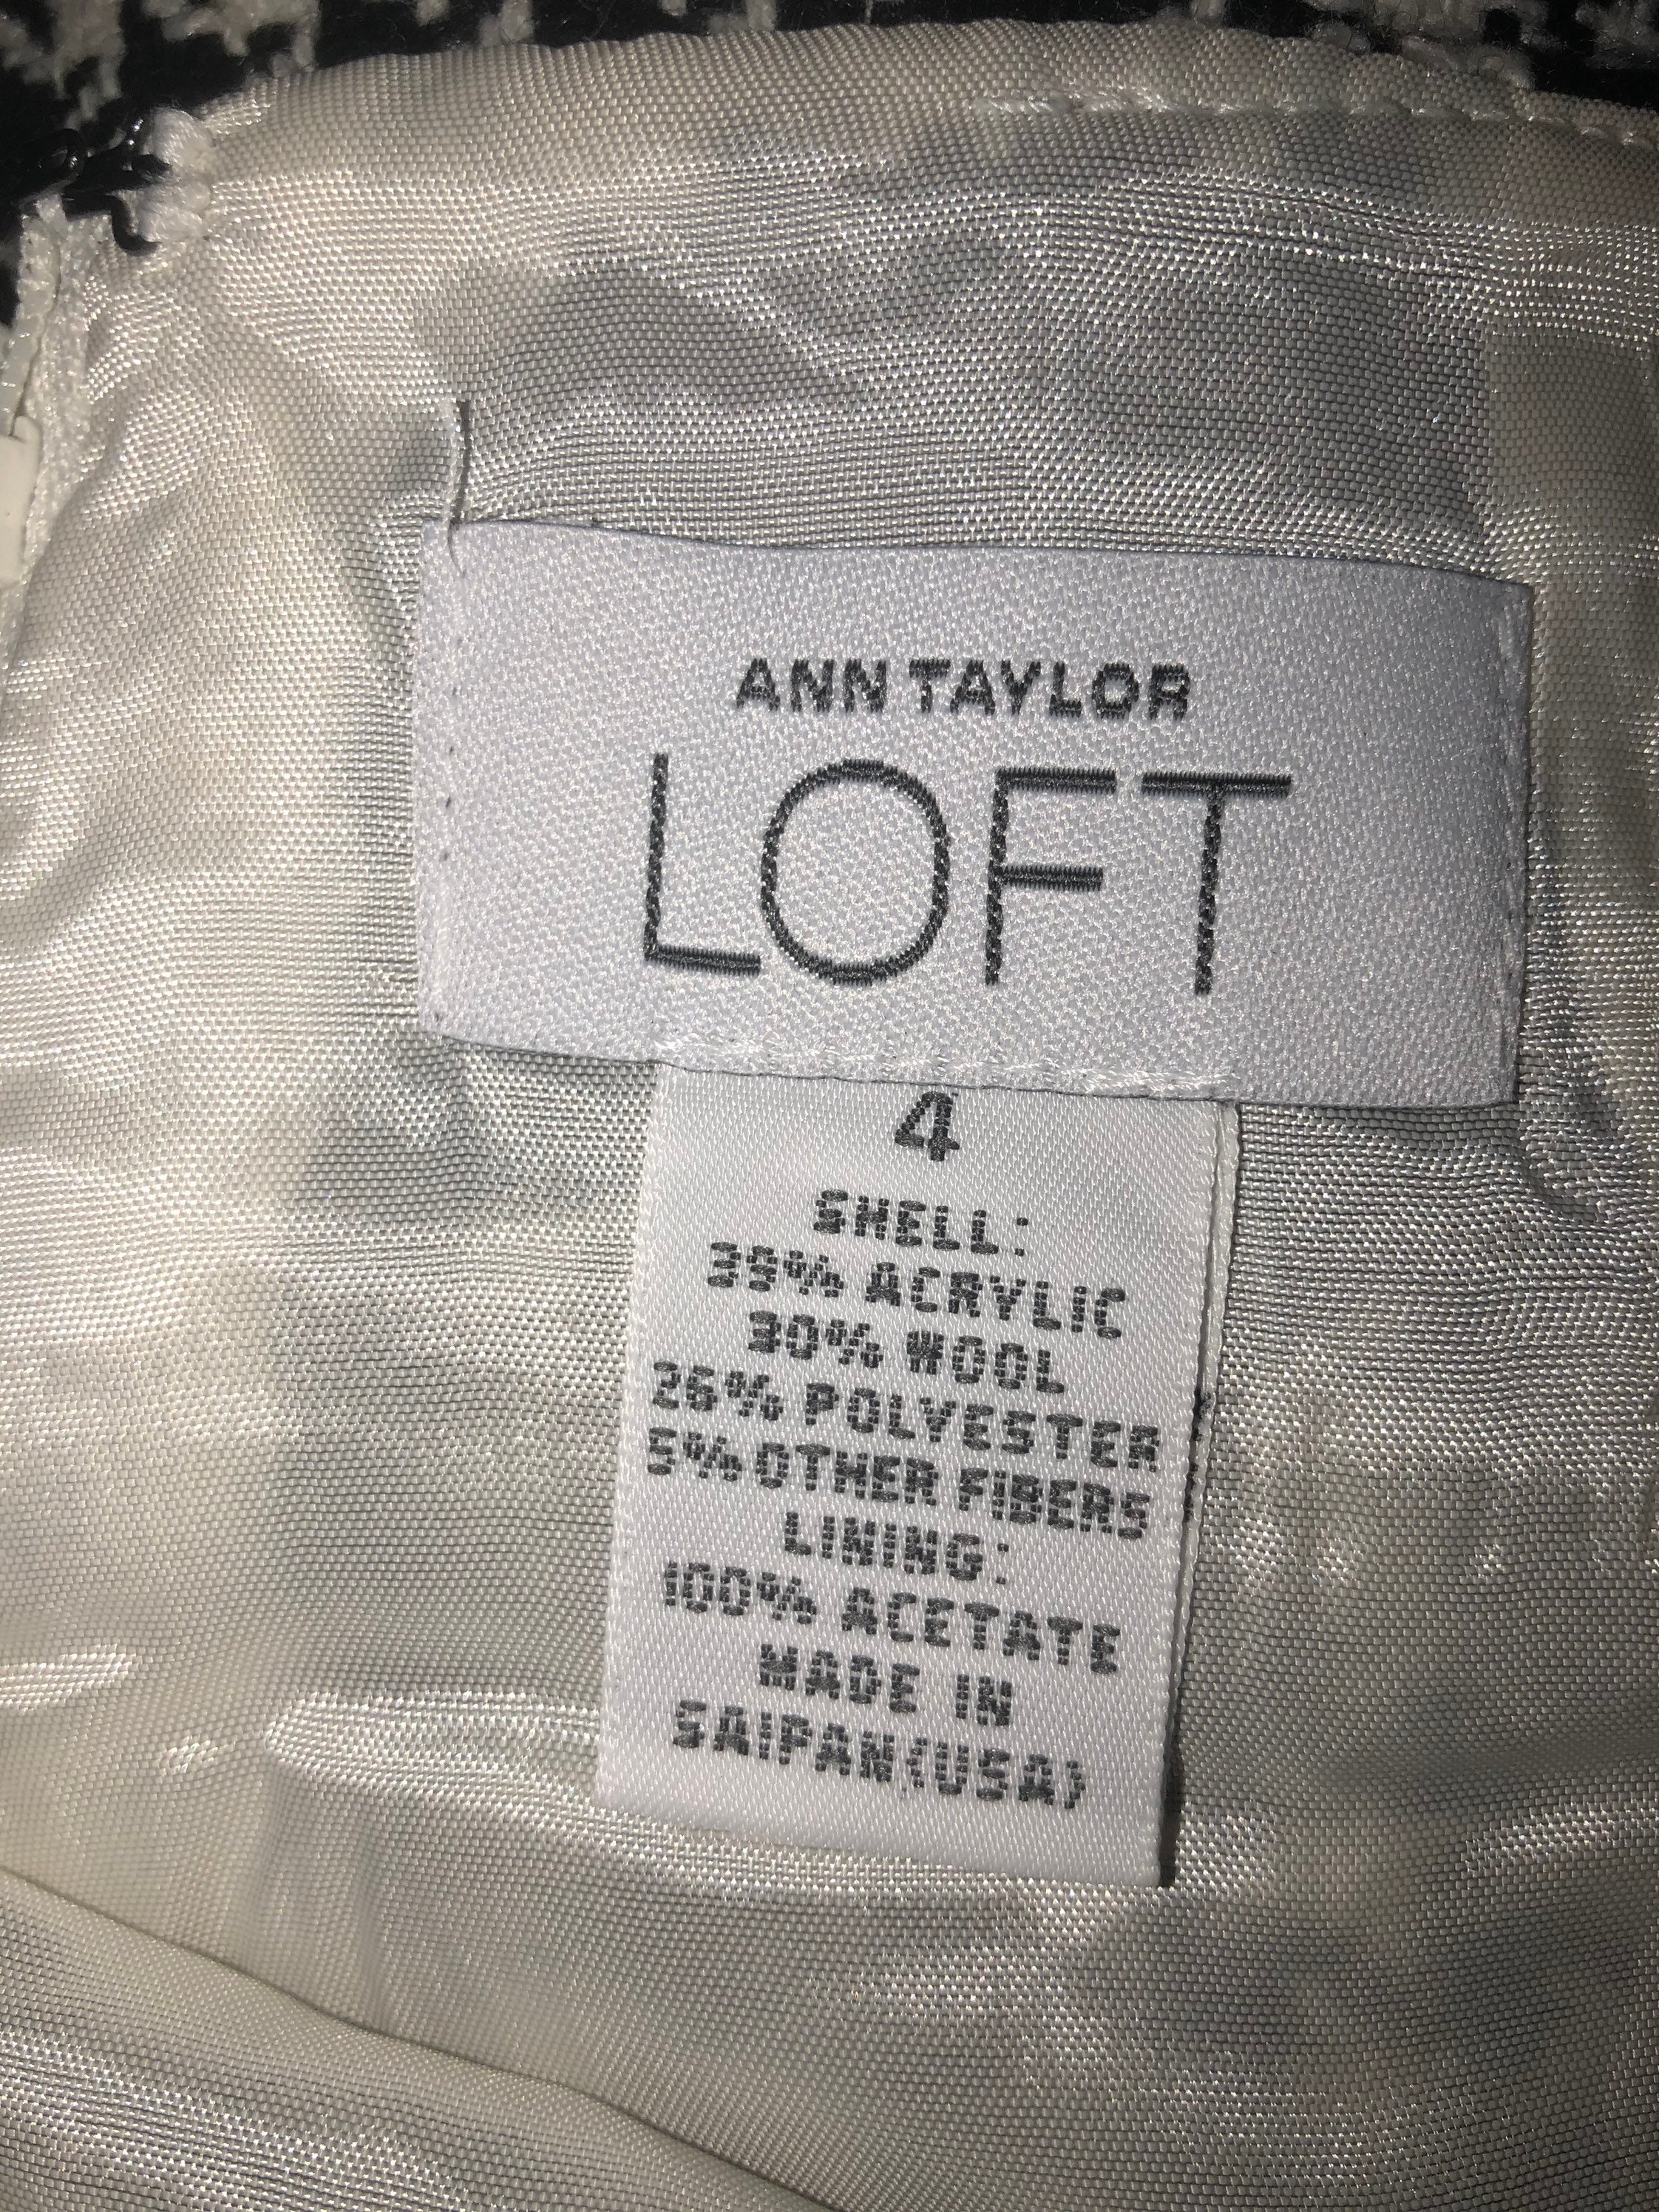 ANN TAYLOR
LOFT
4
SHELL:
39% ACRYLIC
30% WOOL
26% POLYESTER
5% OTHER FIBERS
LINING:
100% ACETATE
MADE IN
SAIPAN(USA)